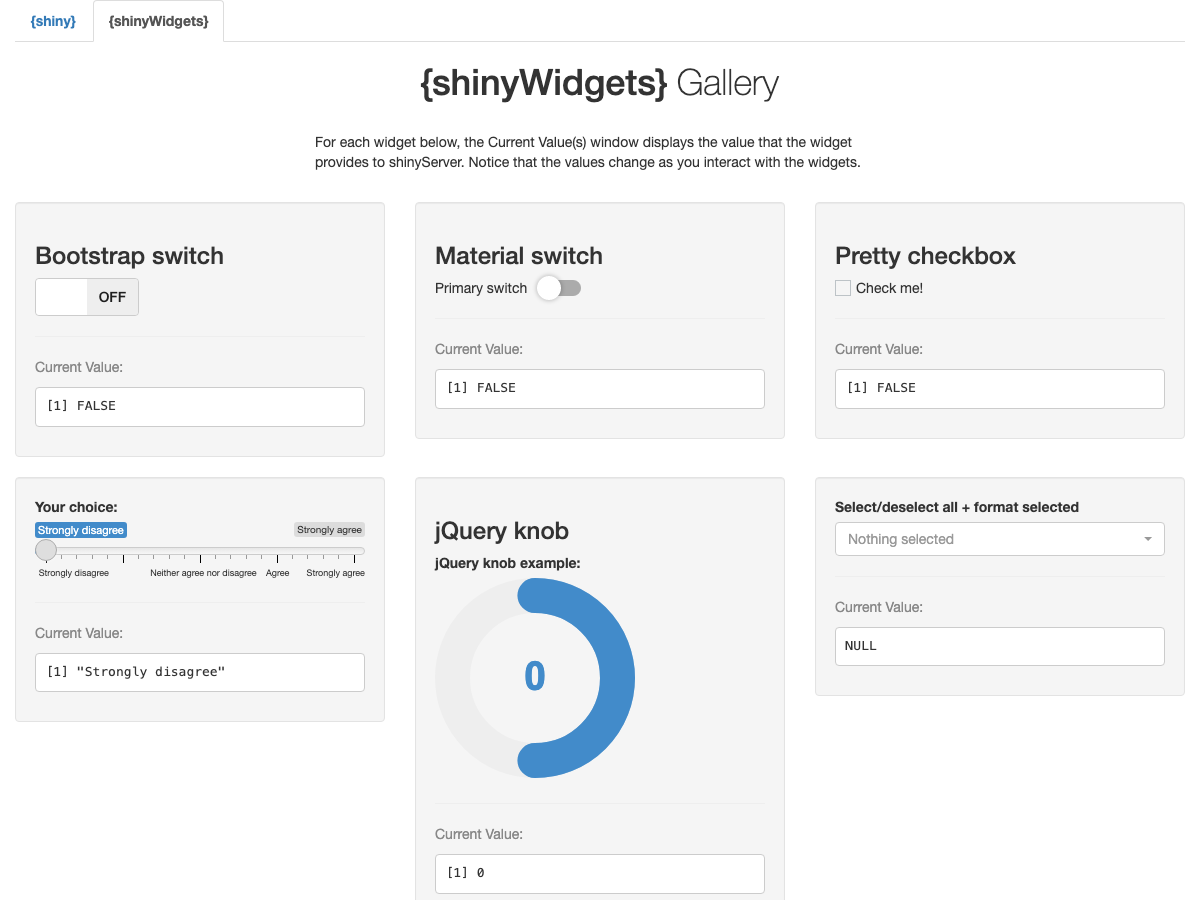 {shiny}
{shinyWidgets}
{shinyWidgets} Gallery
For each widget below, the Current Value(s) window displays the value that the widget
provides to shinyServer. Notice that the values change as you interact with the widgets.
Bootstrap switch
OFF
Current Value:
[1] FALSE
Material switch
Primary switch
Current Value:
[1] FALSE
Pretty checkbox
Check me!
Current Value:
[1] FALSE
Your choice:
Strongly disagree Strongly agree
Strongly disagree Neither agree nor disagree Agree Strongly agree
Current Value:
[1] "Strongly disagree"
jQuery knob
jQuery knob example:
0
Current Value:
[1] 0
Select/deselect all + format selected
Nothing selected
Current Value:
NULL